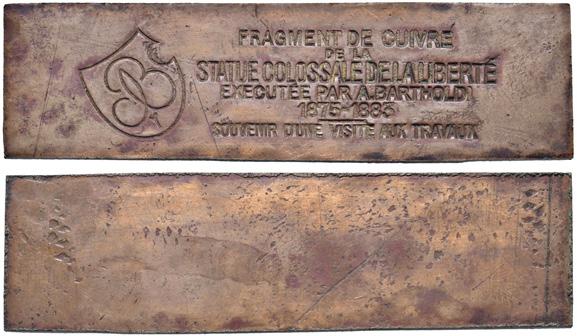 FRAGMENT DE CUIVRE
DE LA
STATUE COLOSSALE DE LA LIBERTÉ
EXECUTÉE PAR A. BARTHOLDI
1875-1883
SOUVENIR D'UNE VISITE AUX TRAVAUX